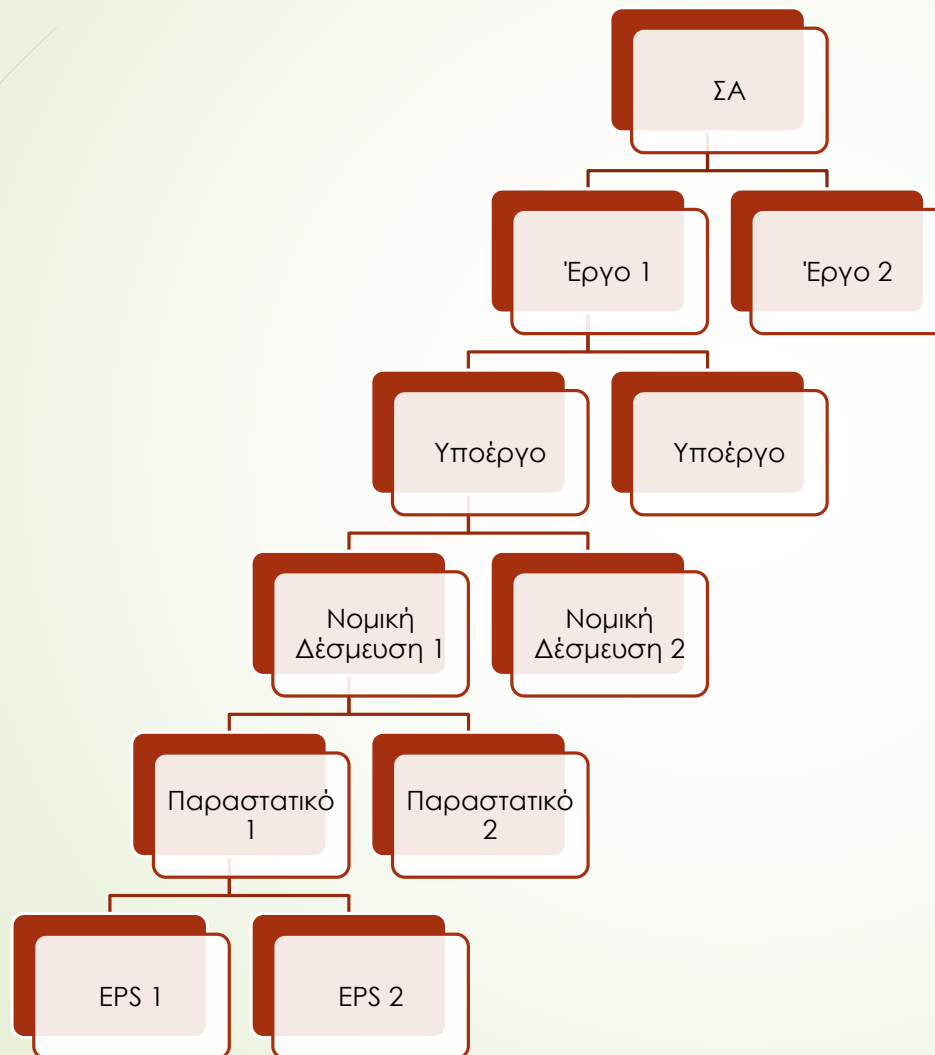 ΣΑ
Έργο 1
Έργο 2
Υποέργο
Υποέργο
Νομική
Δέσμευση 1
Νομική
Δέσμευση 2
Παραστατικό
1
Παραστατικό
2
EPS 1
EPS 2